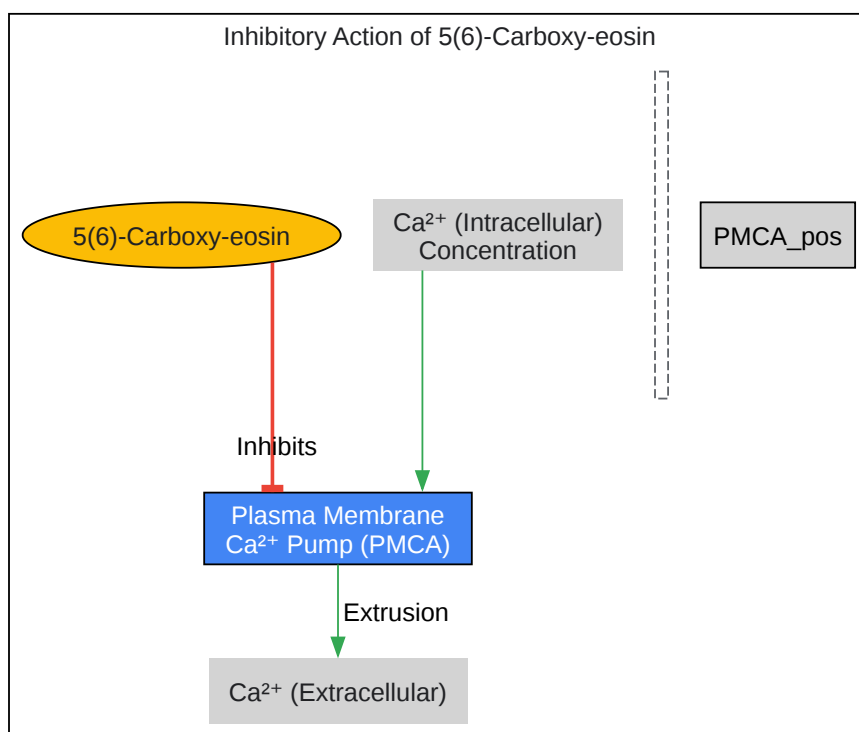 Inhibitory Action of 5(6)-Carboxy-eosin
5(6)-Carboxy-eosin
Ca²⁺ (Intracellular)
Concentration
PMCA_pos
Inhibits
Plasma Membrane
Ca²⁺ Pump (PMCA)
Extrusion
Ca²⁺ (Extracellular)